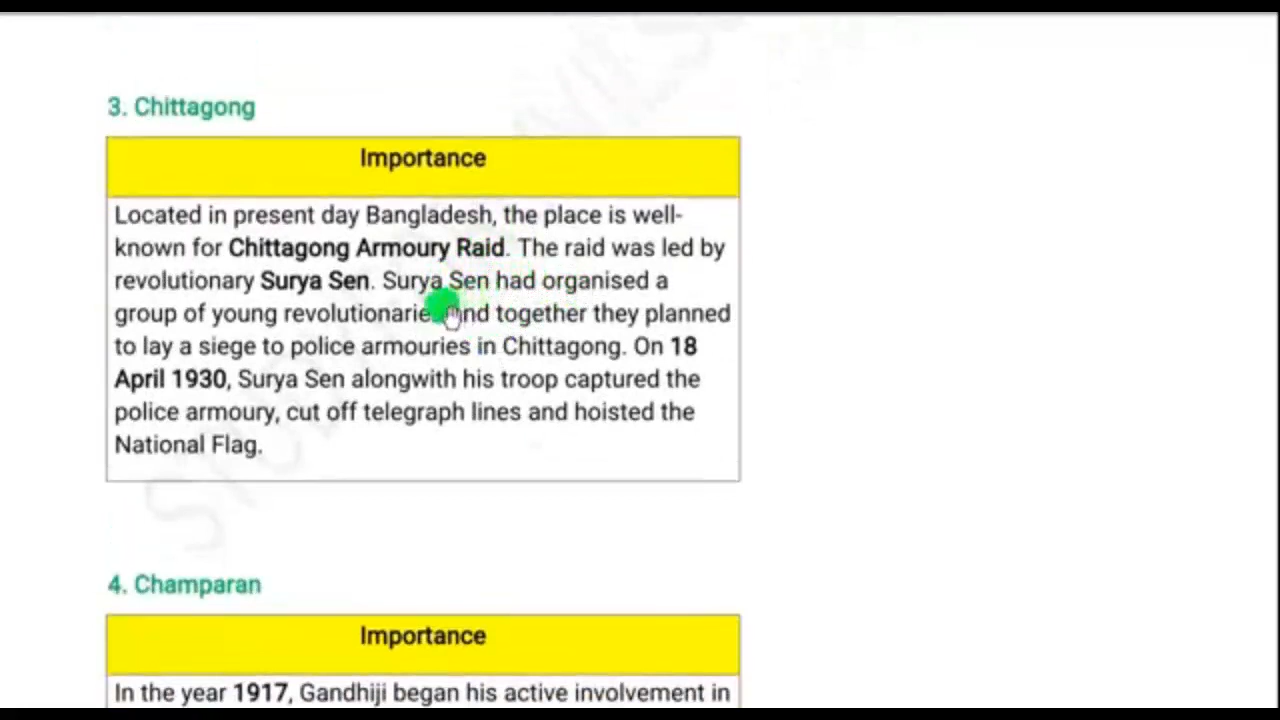 3. Chittagong
Importance
Located in present day Bangladesh, the place is well-
known for Chittagong Armoury Raid. The raid was led by
revolutionary Surya Sen. Surya Sen had organised a
group of young revolutionaries and together they planned
to lay a siege to police armouries in Chittagong. On 18
April 1930, Surya Sen alongwith his troop captured the
police armoury, cut off telegraph lines and hoisted the
National Flag.
4. Champaran
Importance
In the year 1917, Gandhiji began his active involvement in